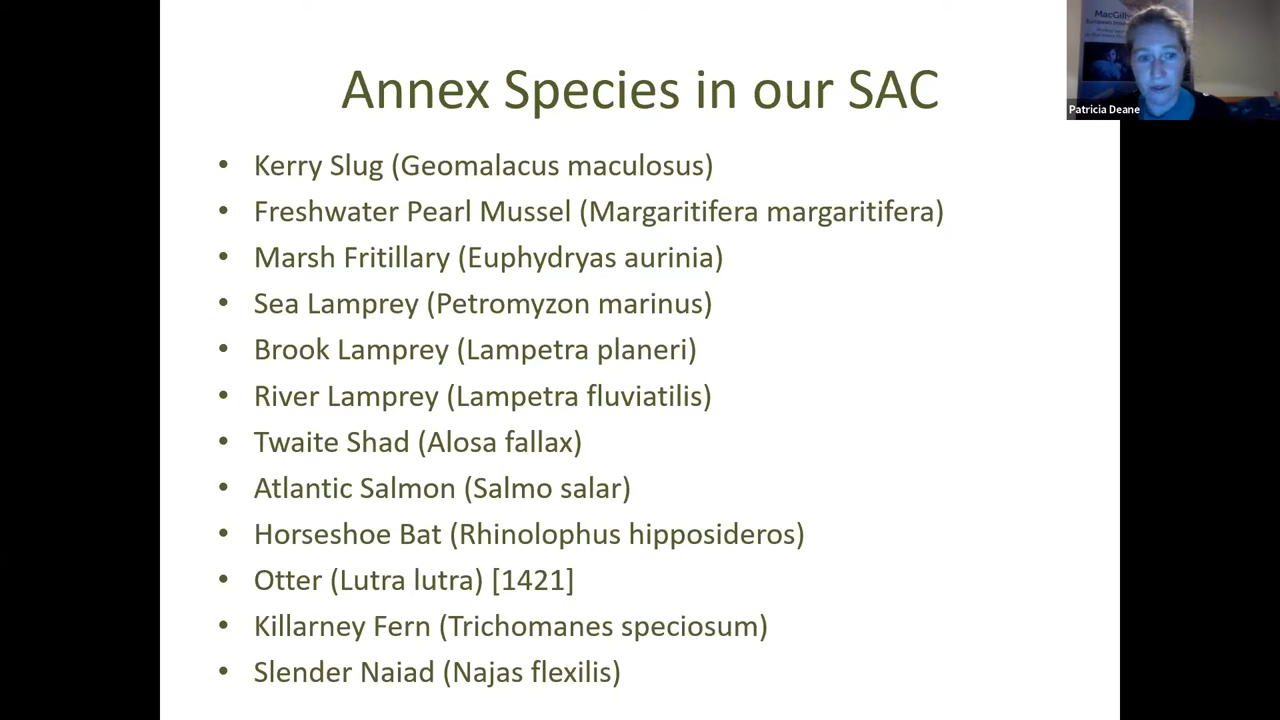 Annex Species in our SAC
• Kerry Slug (Geomalacus maculosus)
• Freshwater Pearl Mussel (Margaritifera margaritifera)
• Marsh Fritillary (Euphydryas aurinia)
• Sea Lamprey (Petromyzon marinus)
• Brook Lamprey (Lampetra planeri)
• River Lamprey (Lampetra fluviatilis)
• Twaite Shad (Alosa fallax)
• Atlantic Salmon (Salmo salar)
• Horseshoe Bat (Rhinolophus hipposideros)
• Otter (Lutra lutra) [1421]
• Killarney Fern (Trichomanes speciosum)
• Slender Naiad (Najas flexilis)
MacGilly
European
Patricia Deane